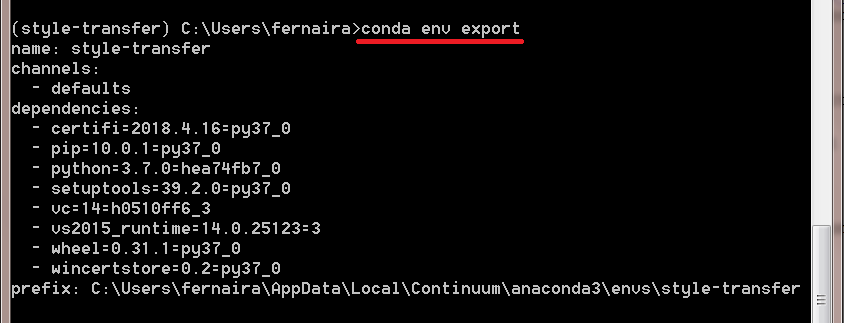 (style-transfer) C:\Users\fernaira>conda env export
name: style-transfer
channels:
  - defaults
dependencies:
  - certifi=2018.4.16=py37_0
  - pip=10.0.1=py37_0
  - python=3.7.0=hea74fb7_0
  - setuptools=39.2.0=py37_0
  - vc=14=h0510ff6_3
  - vs2015_runtime=14.0.25123=3
  - wheel=0.31.1=py37_0
  - wincertstore=0.2=py37_0
prefix: C:\Users\fernaira\AppData\Local\Continuum\anaconda3\envs\style-transfer